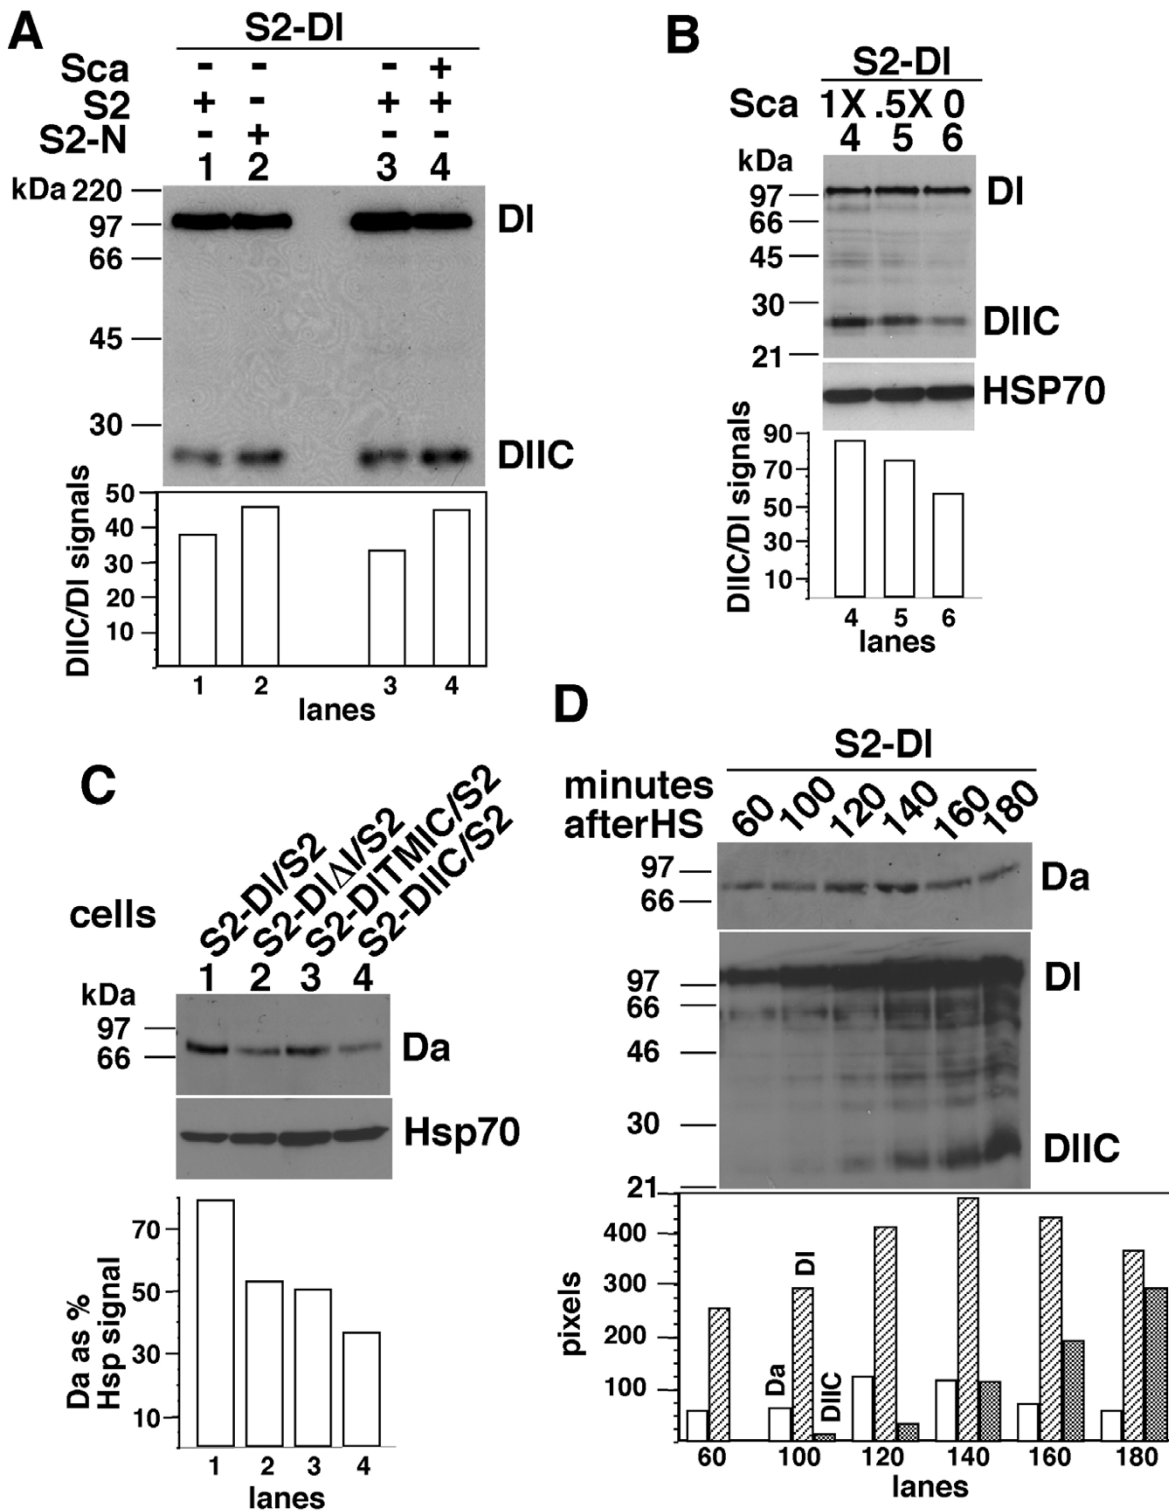 A
S2-Dl
Sca - - - +
S2 + - + +
S2-N - + - -
1 2 3 4
kDa 220
97
66
45
30
Dl
DlIC
DlIC/Dl signals
50
40
30
20
10
1 2 3 4
lanes
B
S2-Dl
Sca 1X .5X 0
4 5 6
kDa
97
66
45
30
21
Dl
DlIC
HSP70
DlIC/Dl signals
90
70
50
30
10
4 5 6
lanes
C
cells
S2-Dl/S2
S2-DlΔI/S2
S2-DlTMIC/S2
S2-DlIC/S2
1 2 3 4
kDa
97
66
Da
Hsp70
Da as %
Hsp signal
70
50
30
10
1 2 3 4
lanes
D
S2-Dl
minutes
afterHS
60 100 120 140 160 180
97
66
Da
97
66
46
30
21
Dl
DlIC
pixels
400
300
200
100
Da
Dl
DlIC
60 100 120 140 160 180
lanes